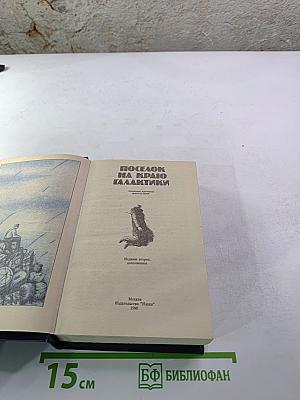 ПОСЕЛОК
НА КРАЮ
ГАЛАКТИКИ
Издание второе,
дополненное
Москва
Издательство "Наука"
1990
15 см
БФ БИБЛИОФАН